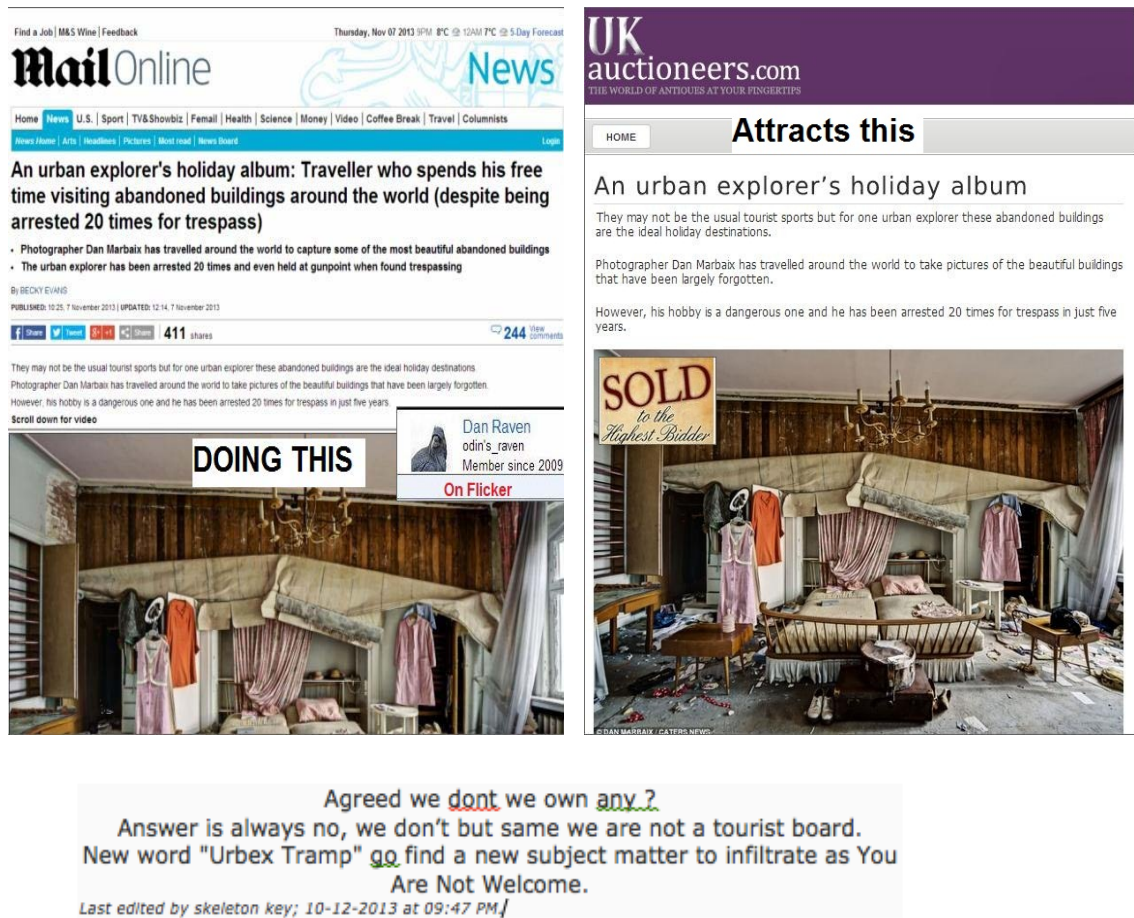 Find a Job | M&S Wine | Feedback
Thursday, Nov 07 2013 9PM 8°C 12AM 7°C 5-Day Forecast
Mail Online
News
Home | News | U.S. | Sport | TV&Showbiz | Femail | Health | Science | Money | Video | Coffee Break | Travel | Columnists
News Home | Arts | Headlines | Pictures | Most read | News Board
Login
An urban explorer's holiday album: Traveller who spends his free
time visiting abandoned buildings around the world (despite being
arrested 20 times for trespass)
• Photographer Dan Marbaix has travelled around the world to capture some of the most beautiful abandoned buildings
• The urban explorer has been arrested 20 times and even held at gunpoint when found trespassing
By BECKY EVANS
PUBLISHED: 10:25, 7 November 2013 | UPDATED: 12:14, 7 November 2013
Share
Tweet
+1
Share
411 shares
244 View comments
They may not be the usual tourist sports but for one urban explorer these abandoned buildings are the ideal holiday destinations.
Photographer Dan Marbaix has travelled around the world to take pictures of the beautiful buildings that have been largely forgotten.
However, his hobby is a dangerous one and he has been arrested 20 times for trespass in just five years.
Scroll down for video
Dan Raven
odin's_raven
Member since 2009
On Flicker
DOING THIS
UK
auctioneers.com
THE WORLD OF ANTIQUES AT YOUR FINGERTIPS
HOME
Attracts this
An urban explorer's holiday album
They may not be the usual tourist sports but for one urban explorer these abandoned buildings
are the ideal holiday destinations.
Photographer Dan Marbaix has travelled around the world to take pictures of the beautiful buildings
that have been largely forgotten.
However, his hobby is a dangerous one and he has been arrested 20 times for trespass in just five
years.
SOLD
to the
Highest Bidder
© DAN MARBAIX / CATERS NEWS
Agreed we dont we own any ?
Answer is always no, we don't but same we are not a tourist board.
New word "Urbex Tramp" go find a new subject matter to infiltrate as You
Are Not Welcome.
Last edited by skeleton key; 10-12-2013 at 09:47 PM.